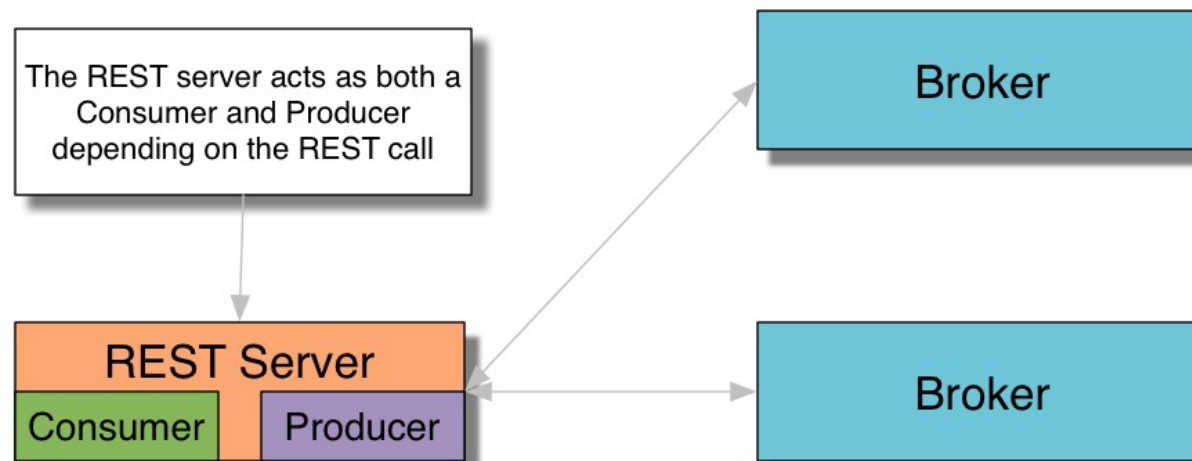 The REST server acts as both a
Consumer and Producer
depending on the REST call
Broker
REST Server
Consumer
Producer
Broker